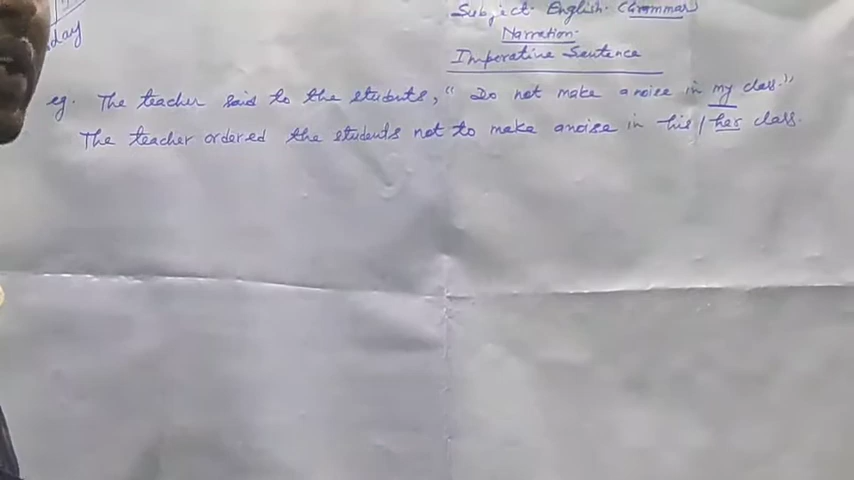 day
Subject- English. Grammar
Narration-
Imperative Sentence
eg. The teacher said to the students, "Do not make a noise in my class."
The teacher ordered the students not to make a noise in his/her class.